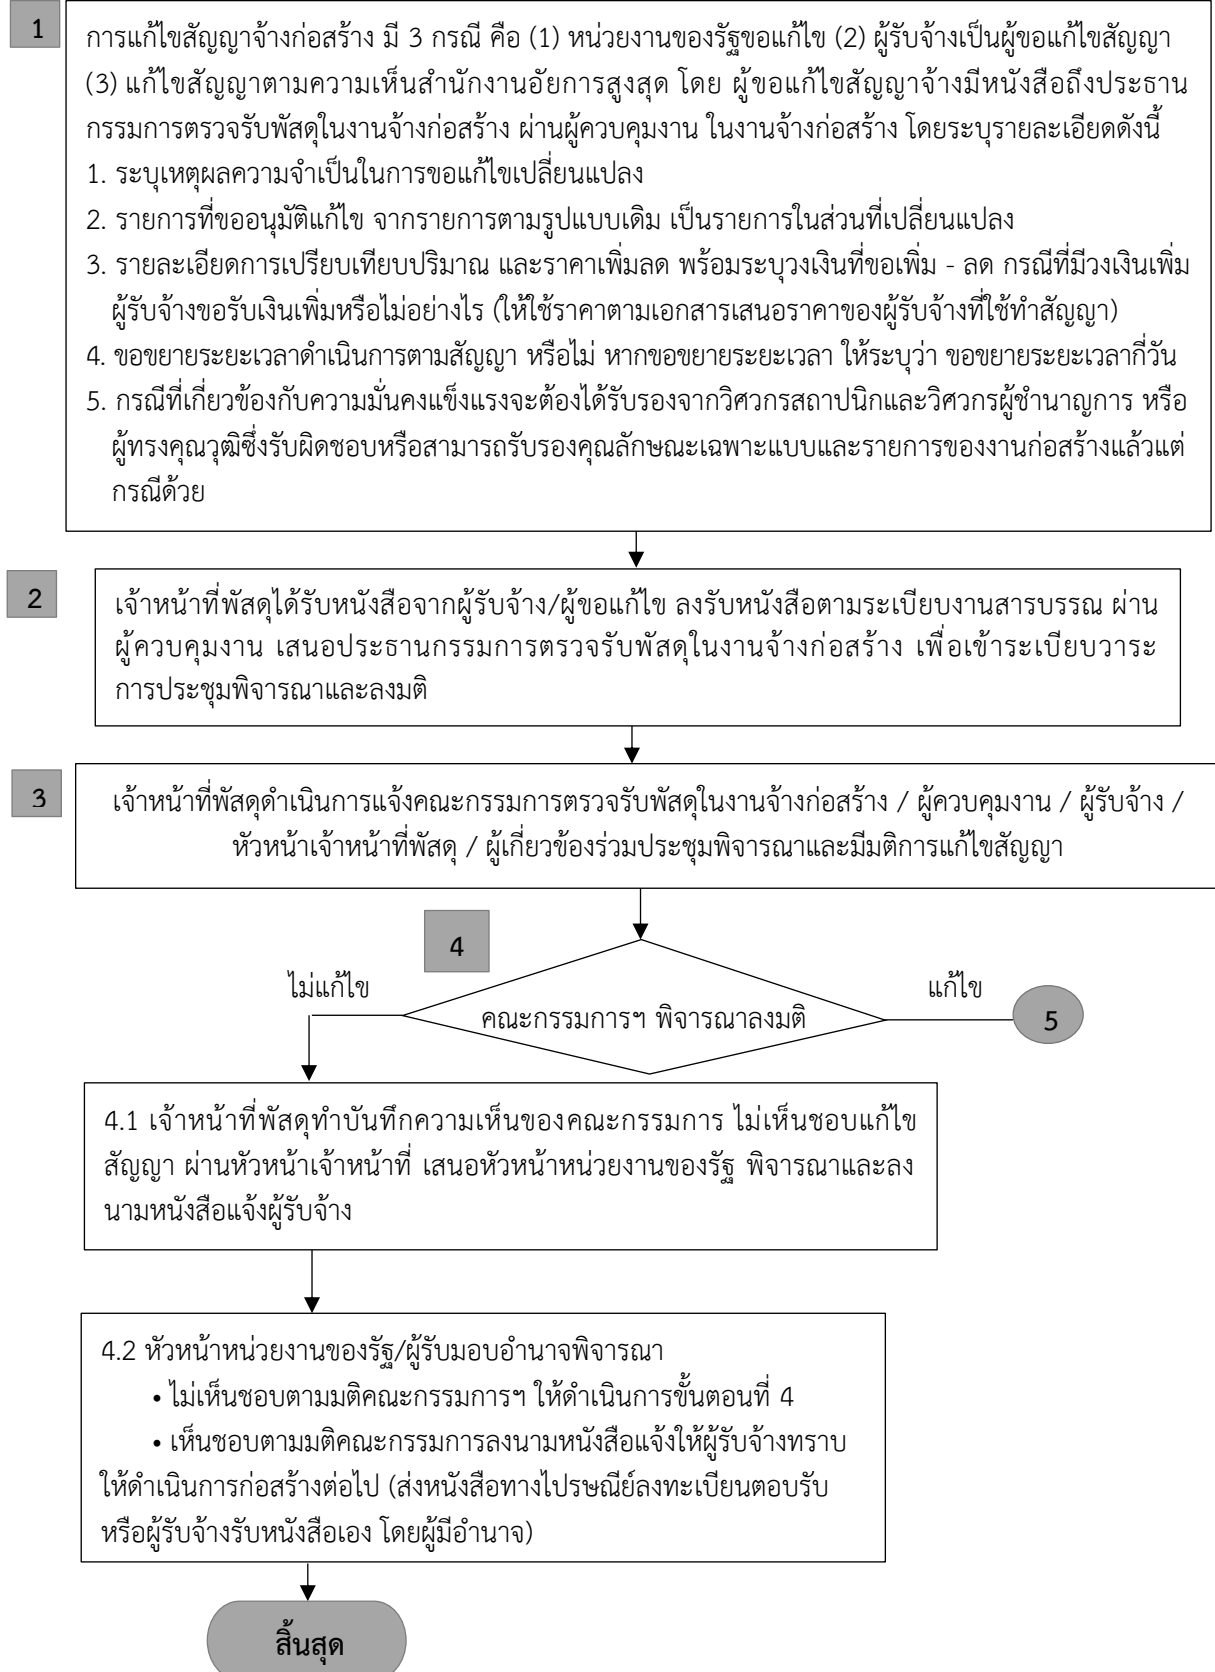 1
การแก้ไขสัญญาจ้างก่อสร้าง มี 3 กรณี คือ (1) หน่วยงานของรัฐขอแก้ไข (2) ผู้รับจ้างเป็นผู้ขอแก้ไขสัญญา
(3) แก้ไขสัญญาตามความเห็นสำนักงานอัยการสูงสุด โดย ผู้ขอแก้ไขสัญญาจ้างมีหนังสือถึงประธาน
กรรมการตรวจรับพัสดุในงานจ้างก่อสร้าง ผ่านผู้ควบคุมงาน ในงานจ้างก่อสร้าง โดยระบุรายละเอียดดังนี้
1. ระบุเหตุผลความจำเป็นในการขอแก้ไขเปลี่ยนแปลง
2. รายการที่ขออนุมัติแก้ไข จากรายการตามรูปแบบเดิม เป็นรายการในส่วนที่เปลี่ยนแปลง
3. รายละเอียดการเปรียบเทียบปริมาณ และราคาเพิ่มลด พร้อมระบุวงเงินที่ขอเพิ่ม - ลด กรณีที่มีวงเงินเพิ่ม
ผู้รับจ้างขอรับเงินเพิ่มหรือไม่อย่างไร (ให้ใช้ราคาตามเอกสารเสนอราคาของผู้รับจ้างที่ใช้ทำสัญญา)
4. ขอขยายระยะเวลาดำเนินการตามสัญญา หรือไม่ หากขอขยายระยะเวลา ให้ระบุว่า ขอขยายระยะเวลากี่วัน
5. กรณีที่เกี่ยวข้องกับความมั่นคงแข็งแรงจะต้องได้รับรองจากวิศวกรสถาปนิกและวิศวกรผู้ชำนาญการ หรือ
ผู้ทรงคุณวุฒิซึ่งรับผิดชอบหรือสามารถรับรองคุณลักษณะเฉพาะแบบและรายการของงานก่อสร้างแล้วแต่
กรณีด้วย
2
เจ้าหน้าที่พัสดุได้รับหนังสือจากผู้รับจ้าง/ผู้ขอแก้ไข ลงรับหนังสือตามระเบียบงานสารบรรณ ผ่าน
ผู้ควบคุมงาน เสนอประธานกรรมการตรวจรับพัสดุในงานจ้างก่อสร้าง เพื่อเข้าระเบียบวาระ
การประชุมพิจารณาและลงมติ
3
เจ้าหน้าที่พัสดุดำเนินการแจ้งคณะกรรมการตรวจรับพัสดุในงานจ้างก่อสร้าง / ผู้ควบคุมงาน / ผู้รับจ้าง /
หัวหน้าเจ้าหน้าที่พัสดุ / ผู้เกี่ยวข้องร่วมประชุมพิจารณาและมีมติการแก้ไขสัญญา
4
ไม่แก้ไข
แก้ไข
คณะกรรมการฯ พิจารณาลงมติ
5
4.1 เจ้าหน้าที่พัสดุทำบันทึกความเห็นของคณะกรรมการ ไม่เห็นชอบแก้ไข
สัญญา ผ่านหัวหน้าเจ้าหน้าที่ เสนอหัวหน้าหน่วยงานของรัฐ พิจารณาและลง
นามหนังสือแจ้งผู้รับจ้าง
4.2 หัวหน้าหน่วยงานของรัฐ/ผู้รับมอบอำนาจพิจารณา
• ไม่เห็นชอบตามมติคณะกรรมการฯ ให้ดำเนินการขั้นตอนที่ 4
• เห็นชอบตามมติคณะกรรมการลงนามหนังสือแจ้งให้ผู้รับจ้างทราบ
ให้ดำเนินการก่อสร้างต่อไป (ส่งหนังสือทางไปรษณีย์ลงทะเบียนตอบรับ
หรือผู้รับจ้างรับหนังสือเอง โดยผู้มีอำนาจ)
สิ้นสุด